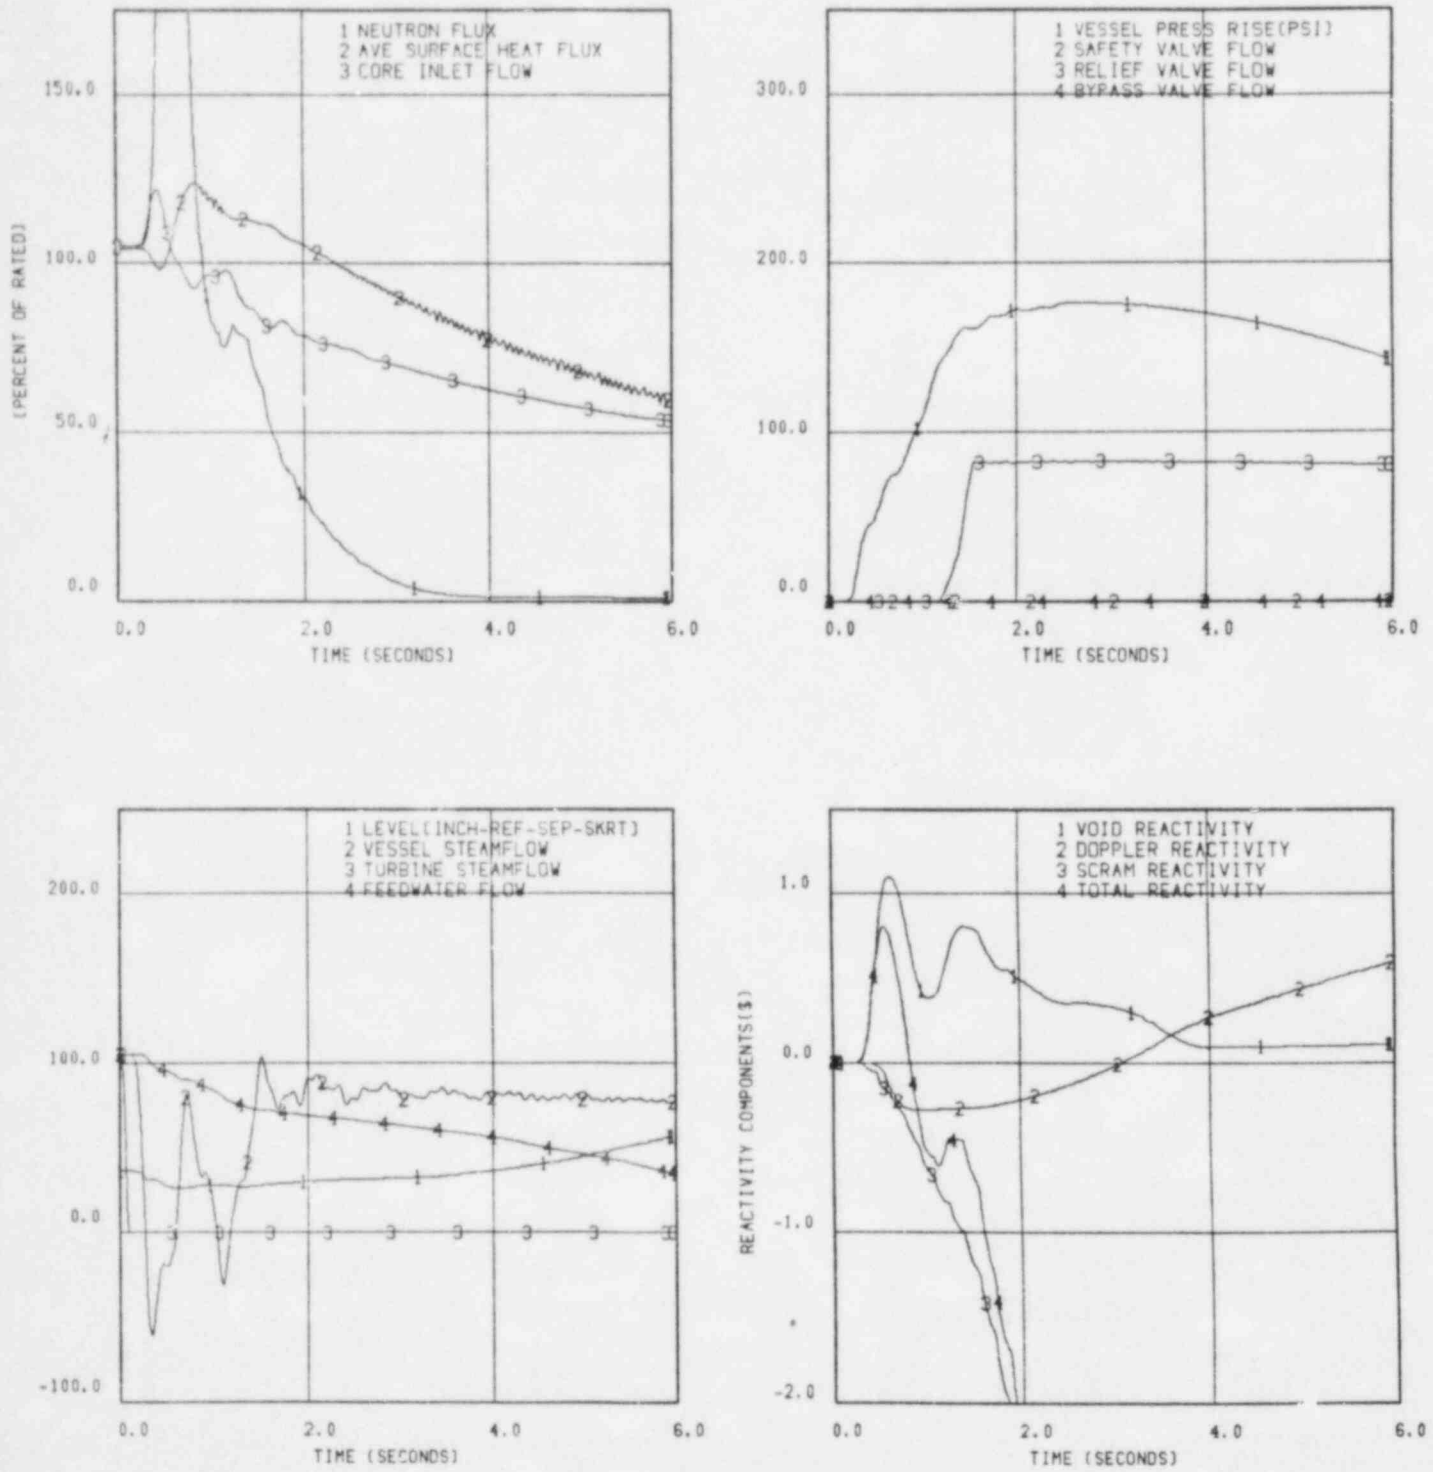 1 NEUTRON FLUX
2 AVE SURFACE HEAT FLUX
3 CORE INLET FLOW
150.0
100.0
50.0
0.0
(PERCENT OF RATED)
0.0 2.0 4.0 6.0
TIME (SECONDS)
1 VESSEL PRESS RISE(PSI)
2 SAFETY VALVE FLOW
3 RELIEF VALVE FLOW
4 BYPASS VALVE FLOW
300.0
200.0
100.0
0.0
0.0 2.0 4.0 6.0
TIME (SECONDS)
1 LEVEL(INCH-REF-SEP-SKRT)
2 VESSEL STEAMFLOW
3 TURBINE STEAMFLOW
4 FEEDWATER FLOW
200.0
100.0
0.0
-100.0
0.0 2.0 4.0 6.0
TIME (SECONDS)
1 VOID REACTIVITY
2 DOPPLER REACTIVITY
3 SCRAM REACTIVITY
4 TOTAL REACTIVITY
1.0
0.0
-1.0
-2.0
REACTIVITY COMPONENTS($)
0.0 2.0 4.0 6.0
TIME (SECONDS)